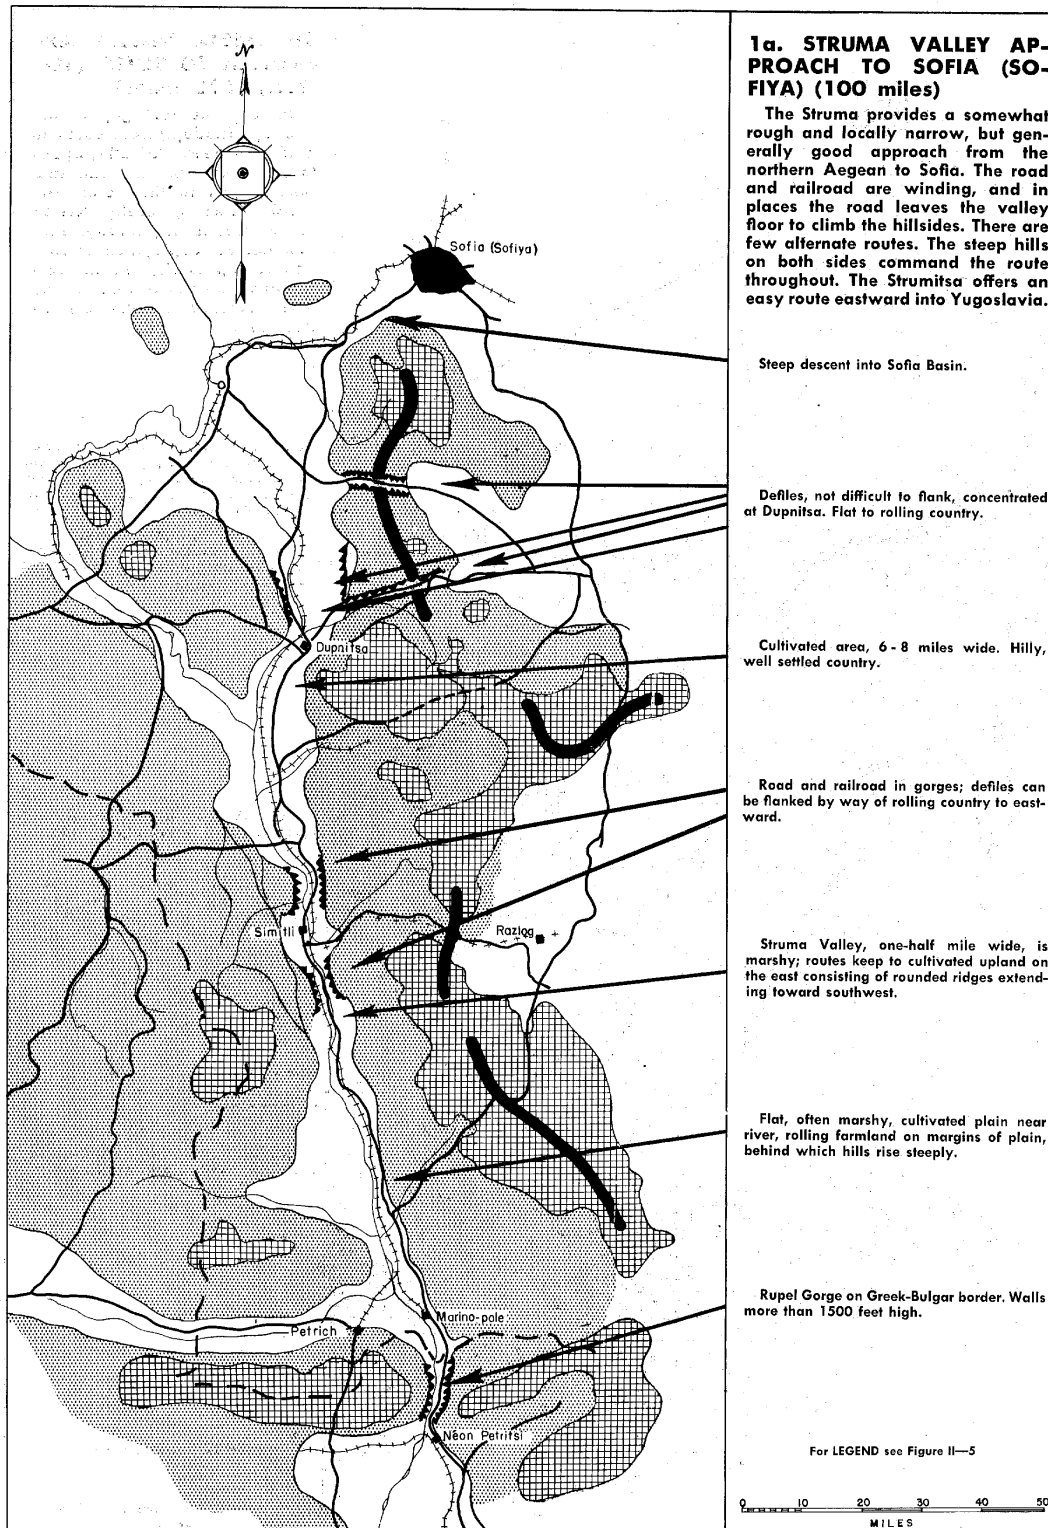 N
Sofia (Sofiya)
Dupnitsa
Simitli
Razlog
Marino-pole
Petrich
Neon Petritsi
1a. STRUMA VALLEY AP-
PROACH TO SOFIA (SO-
FIYA) (100 miles)
The Struma provides a somewhat
rough and locally narrow, but gen-
erally good approach from the
northern Aegean to Sofia. The road
and railroad are winding, and in
places the road leaves the valley
floor to climb the hillsides. There are
few alternate routes. The steep hills
on both sides command the route
throughout. The Strumitsa offers an
easy route eastward into Yugoslavia.
Steep descent into Sofia Basin.
Defiles, not difficult to flank, concentrated
at Dupnitsa. Flat to rolling country.
Cultivated area, 6 - 8 miles wide. Hilly,
well settled country.
Road and railroad in gorges; defiles can
be flanked by way of rolling country to east-
ward.
Struma Valley, one-half mile wide, is
marshy; routes keep to cultivated upland on
the east consisting of rounded ridges extend-
ing toward southwest.
Flat, often marshy, cultivated plain near
river, rolling farmland on margins of plain,
behind which hills rise steeply.
Rupel Gorge on Greek-Bulgar border. Walls
more than 1500 feet high.
For LEGEND see Figure II—5
0 10 20 30 40 50
MILES